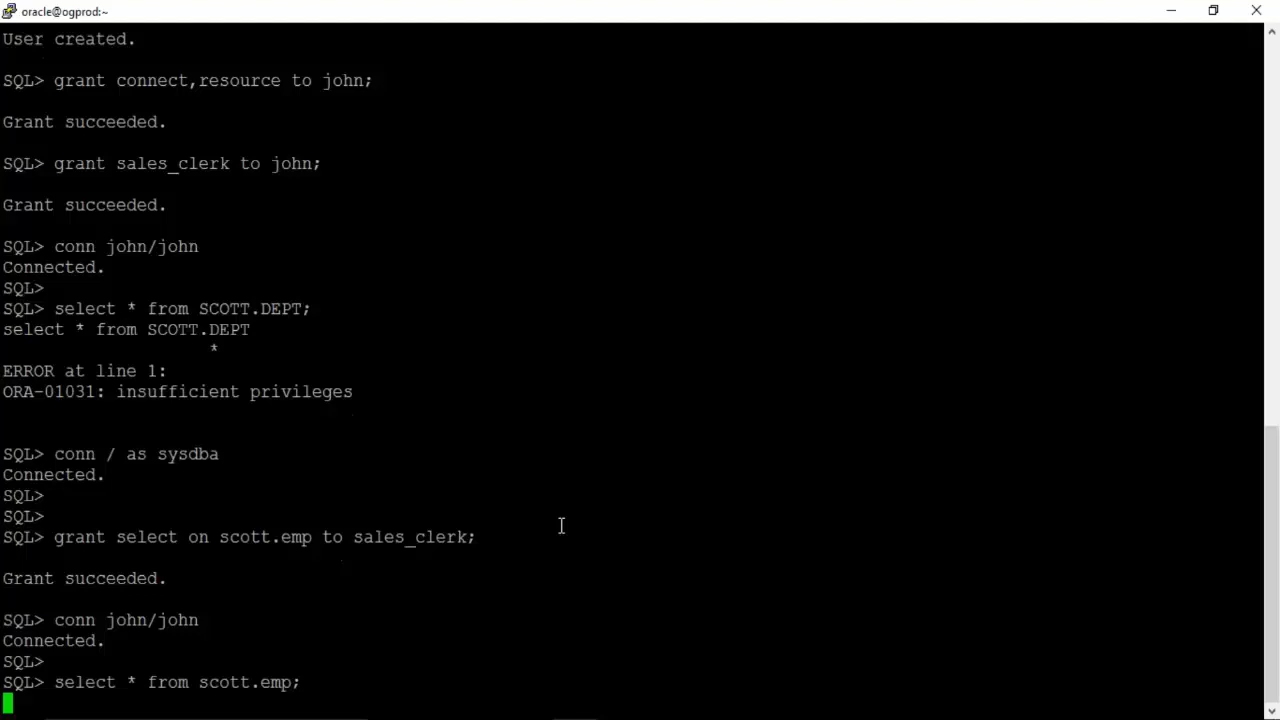 oracle@ogprod:~
User created.
SQL> grant connect,resource to john;
Grant succeeded.
SQL> grant sales_clerk to john;
Grant succeeded.
SQL> conn john/john
Connected.
SQL>
SQL> select * from SCOTT.DEPT;
select * from SCOTT.DEPT
*
ERROR at line 1:
ORA-01031: insufficient privileges
SQL> conn / as sysdba
Connected.
SQL>
SQL>
SQL> grant select on scott.emp to sales_clerk;
Grant succeeded.
SQL> conn john/john
Connected.
SQL>
SQL> select * from scott.emp;